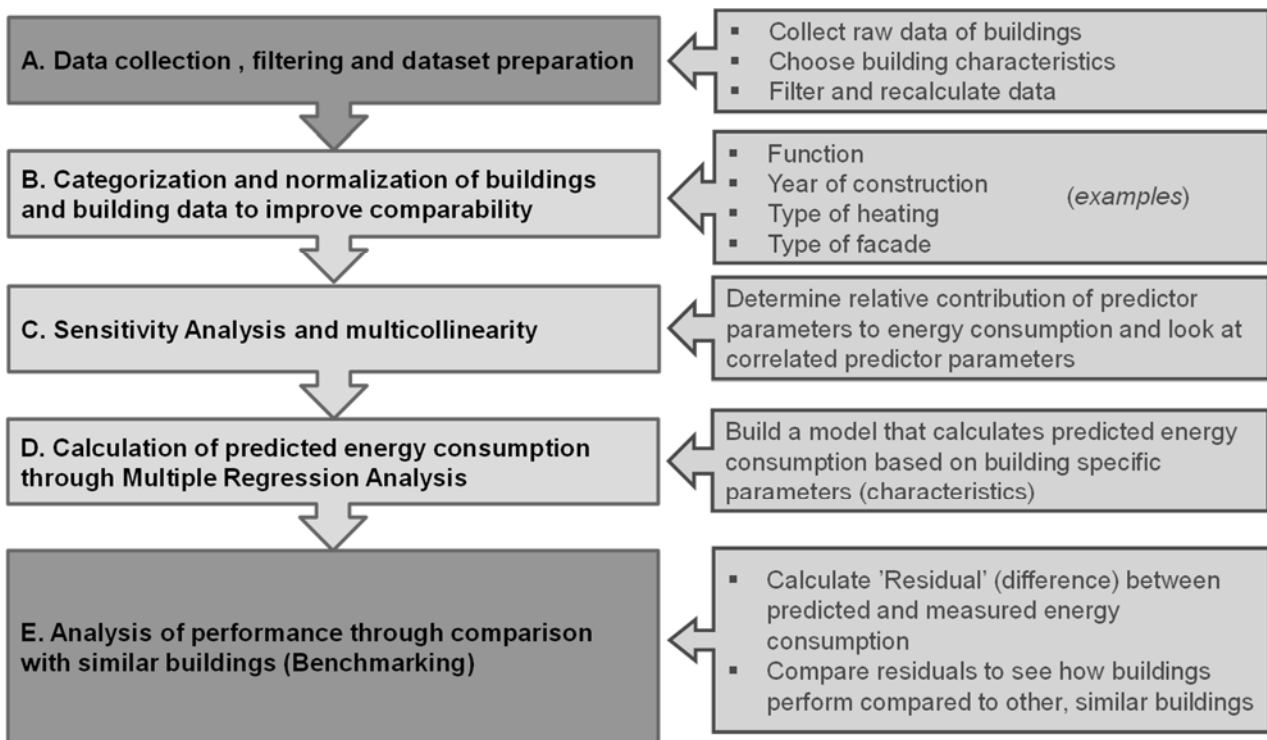 A. Data collection , filtering and dataset preparation
▪ Collect raw data of buildings
▪ Choose building characteristics
▪ Filter and recalculate data
B. Categorization and normalization of buildings
and building data to improve comparability
▪ Function
▪ Year of construction
(examples)
▪ Type of heating
▪ Type of facade
C. Sensitivity Analysis and multicollinearity
Determine relative contribution of predictor
parameters to energy consumption and look at
correlated predictor parameters
D. Calculation of predicted energy consumption
through Multiple Regression Analysis
Build a model that calculates predicted energy
consumption based on building specific
parameters (characteristics)
E. Analysis of performance through comparison
with similar buildings (Benchmarking)
▪ Calculate ’Residual’ (difference) between
predicted and measured energy
consumption
▪ Compare residuals to see how buildings
perform compared to other, similar buildings